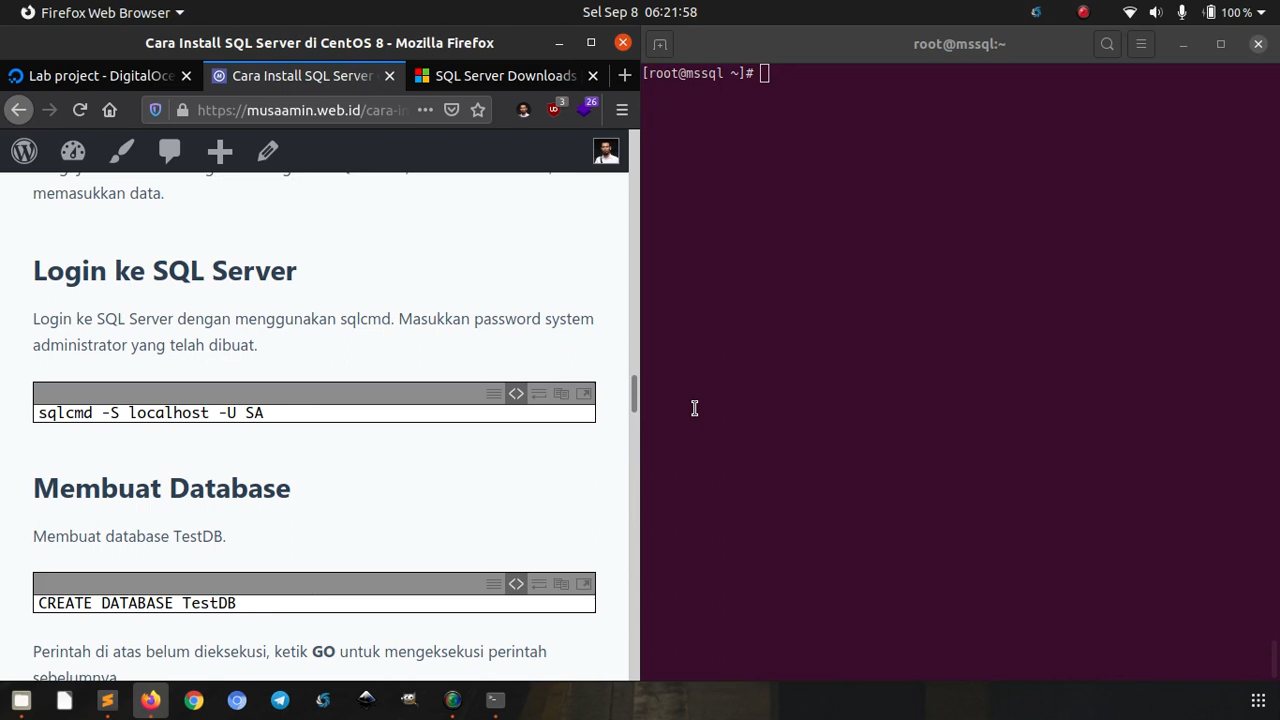 Firefox Web Browser
Sel Sep 8 06:21:58
100 %
Cara Install SQL Server di CentOS 8 - Mozilla Firefox
root@mssql:~
Lab project - DigitalOce
Cara Install SQL Server
SQL Server Downloads
[root@mssql ~]#
https://musaamin.web.id/cara-in
3
26
memasukkan data.
Login ke SQL Server
Login ke SQL Server dengan menggunakan sqlcmd. Masukkan password system
administrator yang telah dibuat.
sqlcmd -S localhost -U SA
Membuat Database
Membuat database TestDB.
CREATE DATABASE TestDB
Perintah di atas belum dieksekusi, ketik GO untuk mengeksekusi perintah
sebelumnya.